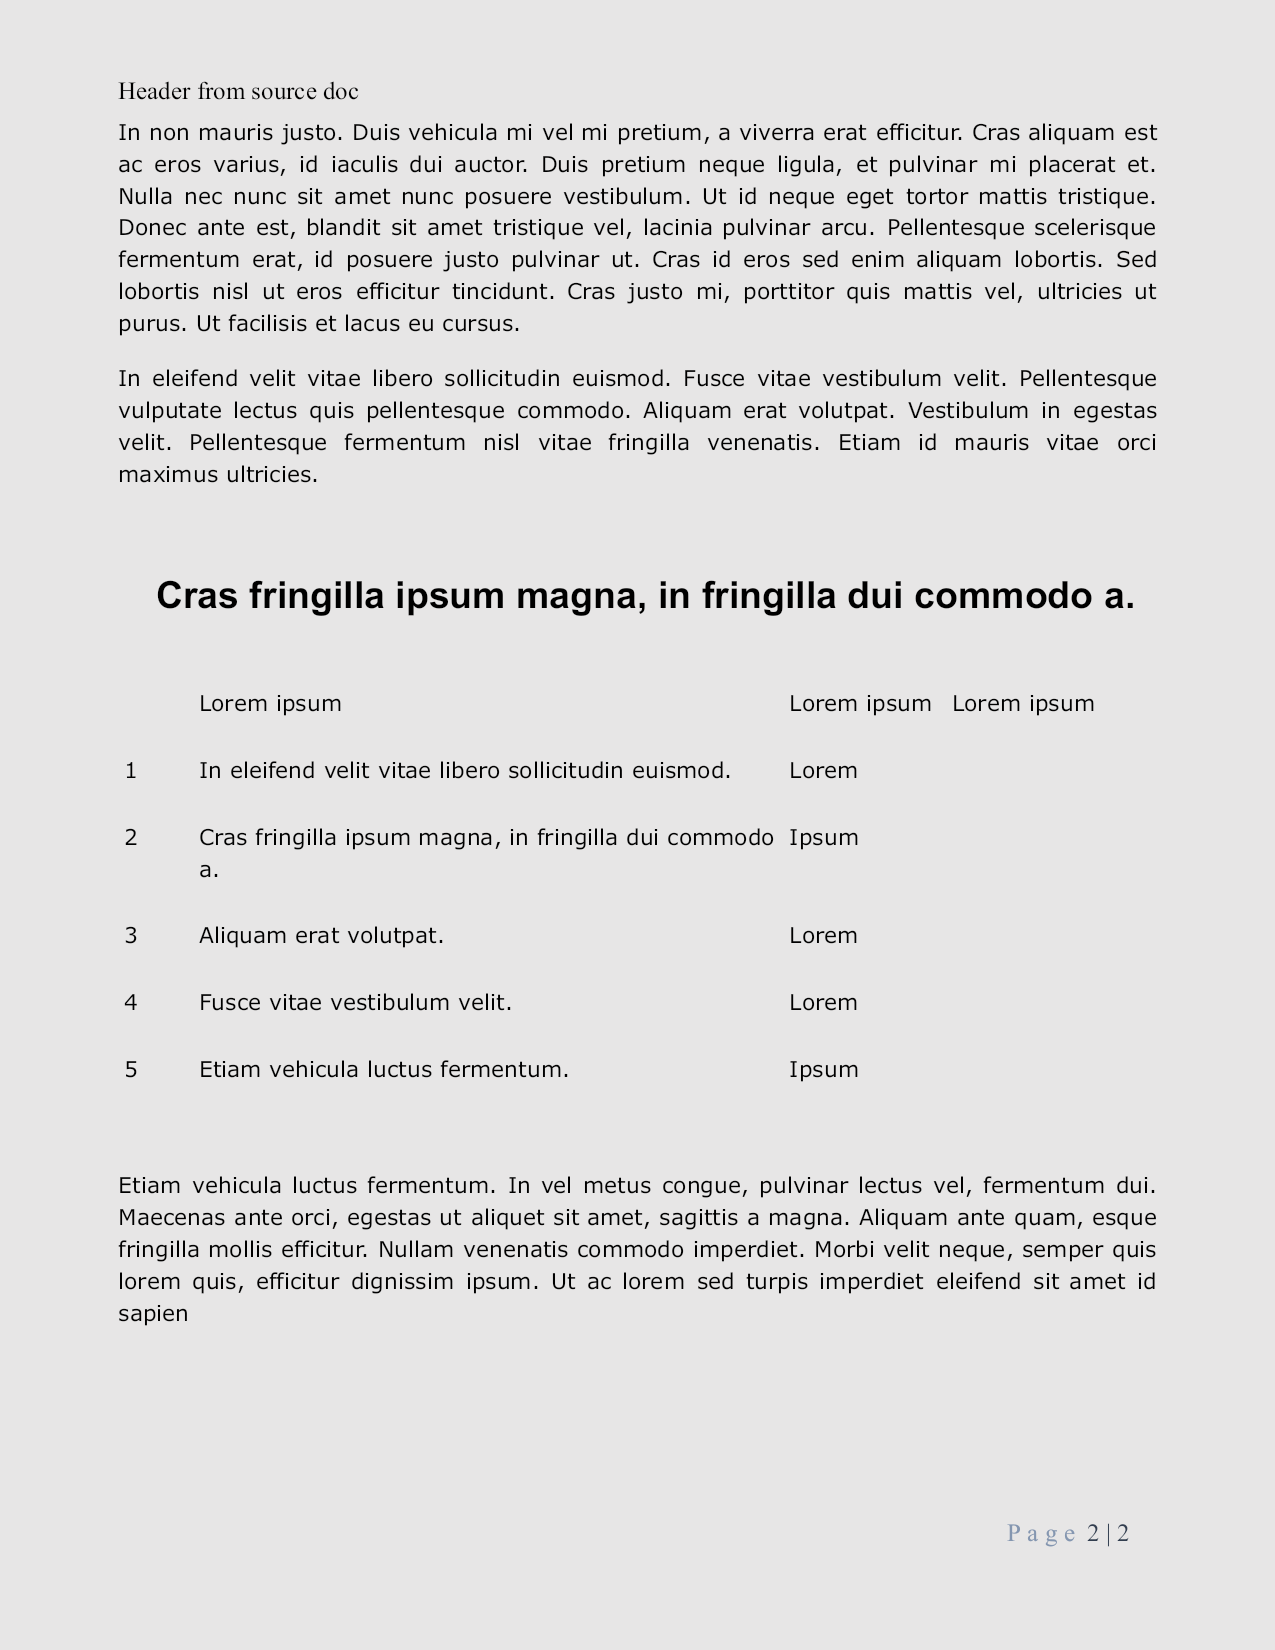 Header from source doc
In non mauris justo. Duis vehicula mi vel mi pretium, a viverra erat efficitur. Cras aliquam est
ac eros varius, id iaculis dui auctor. Duis pretium neque ligula, et pulvinar mi placerat et.
Nulla nec nunc sit amet nunc posuere vestibulum. Ut id neque eget tortor mattis tristique.
Donec ante est, blandit sit amet tristique vel, lacinia pulvinar arcu. Pellentesque scelerisque
fermentum erat, id posuere justo pulvinar ut. Cras id eros sed enim aliquam lobortis. Sed
lobortis nisl ut eros efficitur tincidunt. Cras justo mi, porttitor quis mattis vel, ultricies ut
purus. Ut facilisis et lacus eu cursus.
In eleifend velit vitae libero sollicitudin euismod. Fusce vitae vestibulum velit. Pellentesque
vulputate lectus quis pellentesque commodo. Aliquam erat volutpat. Vestibulum in egestas
velit. Pellentesque fermentum nisl vitae fringilla venenatis. Etiam id mauris vitae orci
maximus ultricies.
Cras fringilla ipsum magna, in fringilla dui commodo a.
Lorem ipsum Lorem ipsum Lorem ipsum
1 In eleifend velit vitae libero sollicitudin euismod. Lorem
2 Cras fringilla ipsum magna, in fringilla dui commodo Ipsum
a.
3 Aliquam erat volutpat. Lorem
4 Fusce vitae vestibulum velit. Lorem
5 Etiam vehicula luctus fermentum. Ipsum
Etiam vehicula luctus fermentum. In vel metus congue, pulvinar lectus vel, fermentum dui.
Maecenas ante orci, egestas ut aliquet sit amet, sagittis a magna. Aliquam ante quam, esque
fringilla mollis efficitur. Nullam venenatis commodo imperdiet. Morbi velit neque, semper quis
lorem quis, efficitur dignissim ipsum. Ut ac lorem sed turpis imperdiet eleifend sit amet id
sapien
Page 2|2